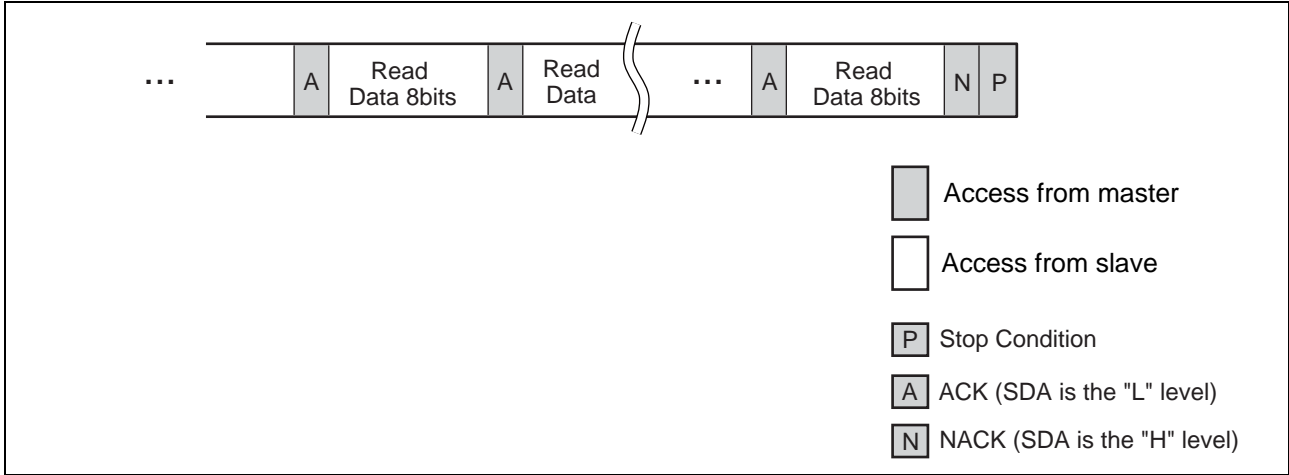 ... A Read Data 8bits A Read Data ... A Read Data 8bits N P
Access from master
Access from slave
P Stop Condition
A ACK (SDA is the "L" level)
N NACK (SDA is the "H" level)